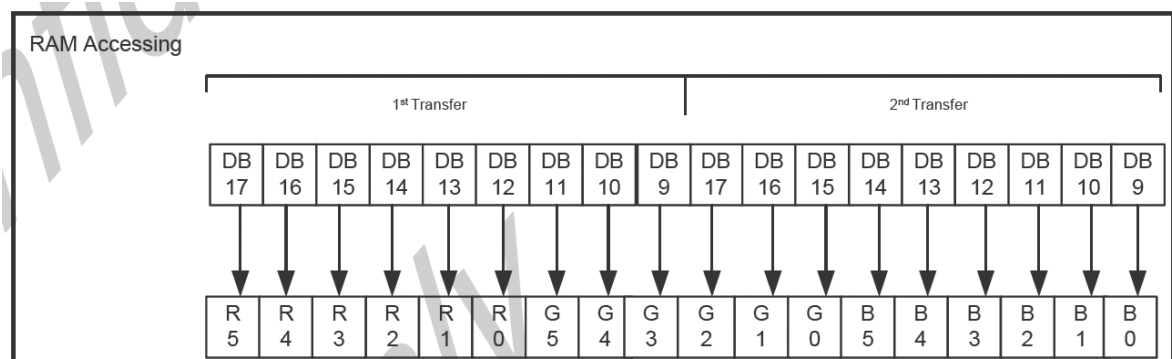 RAM Accessing
1st Transfer 2nd Transfer
DB DB DB DB DB DB DB DB DB DB DB DB DB DB DB DB DB DB
17 16 15 14 13 12 11 10 9 17 16 15 14 13 12 11 10 9
R R R R R R G G G G G G B B B B B B
5 4 3 2 1 0 5 4 3 2 1 0 5 4 3 2 1 0